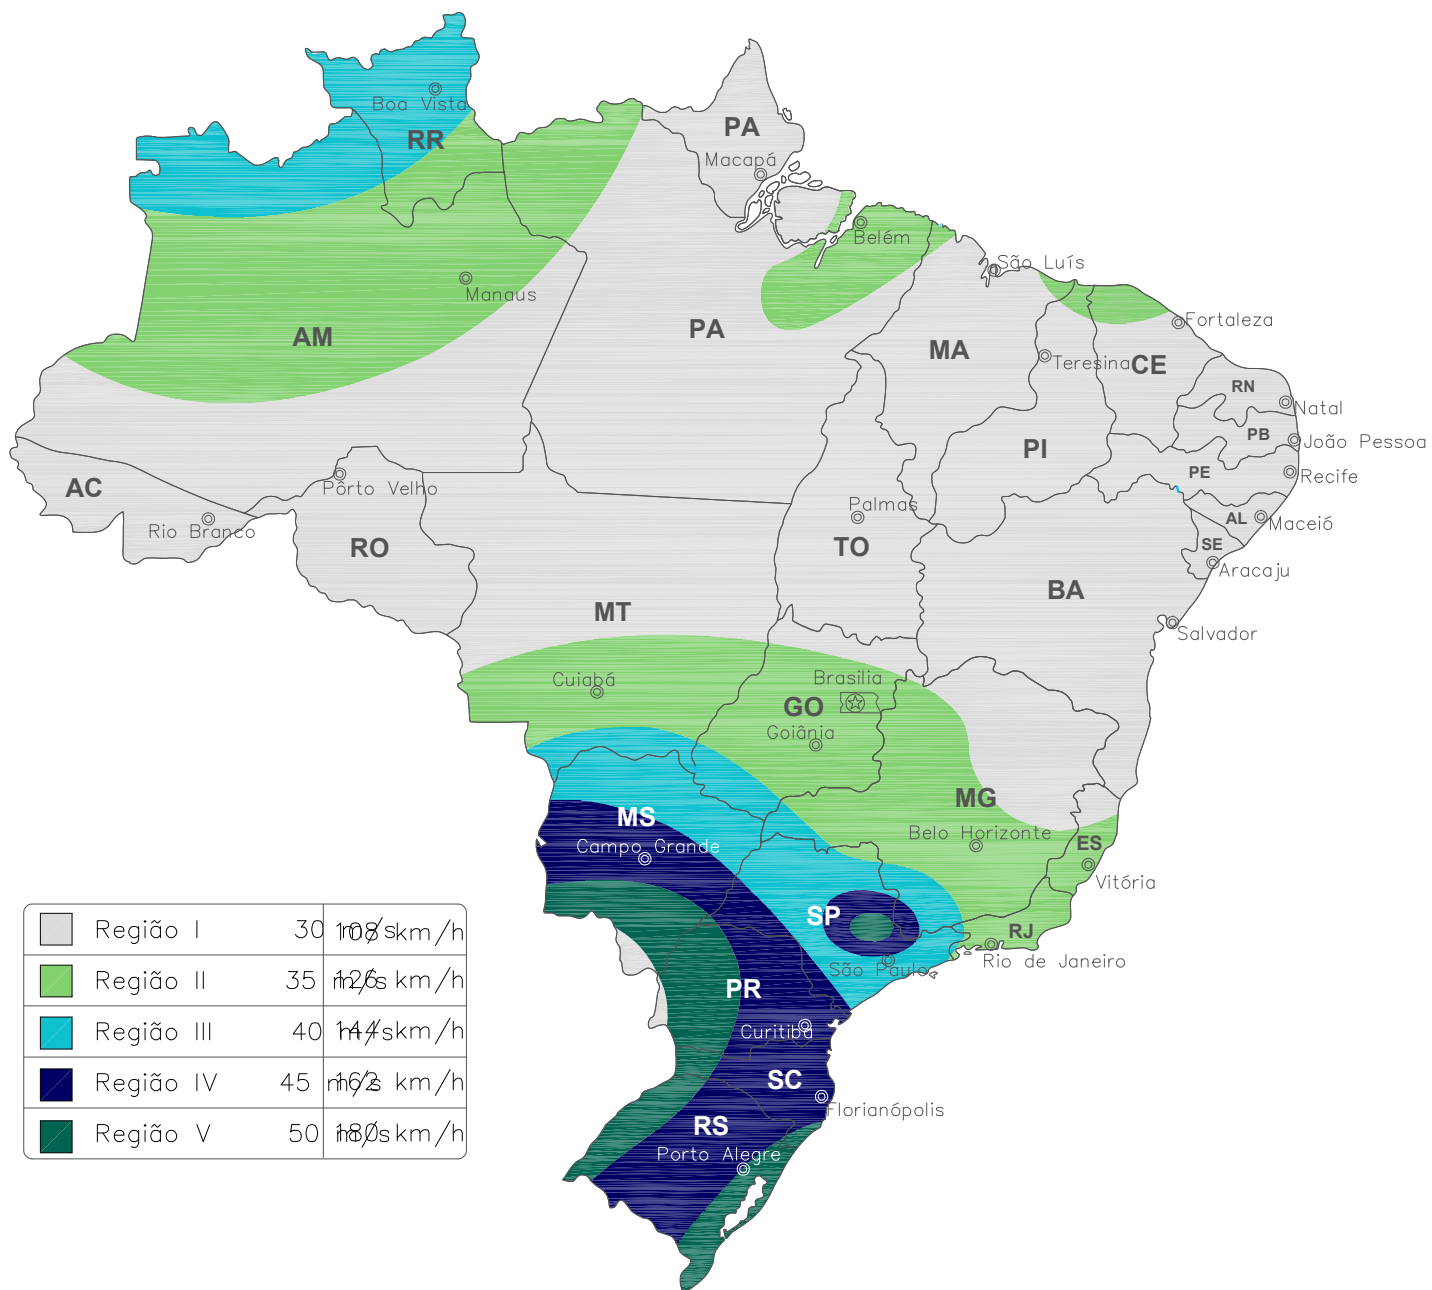 Boa Vista
RR
PA
Macapá
Belém
São Luís
Manaus
AM
PA
MA
Fortaleza
Teresina
CE
RN
Natal
PB
João Pessoa
PI
PE
Recife
AC
Pôrto Velho
Palmas
AL
Maceió
Rio Branco
RO
TO
SE
Aracaju
BA
MT
Salvador
Cuiabá
Brasilia
GO
Goiânia
MG
MS
Belo Horizonte
Campo Grande
ES
Vitória
SP
RJ
São Paulo
Rio de Janeiro
PR
Curitiba
SC
Florianópolis
RS
Porto Alegre
Região I 30 m/s 108 km/h
Região II 35 m/s 126 km/h
Região III 40 m/s 144 km/h
Região IV 45 m/s 162 km/h
Região V 50 m/s 180 km/h